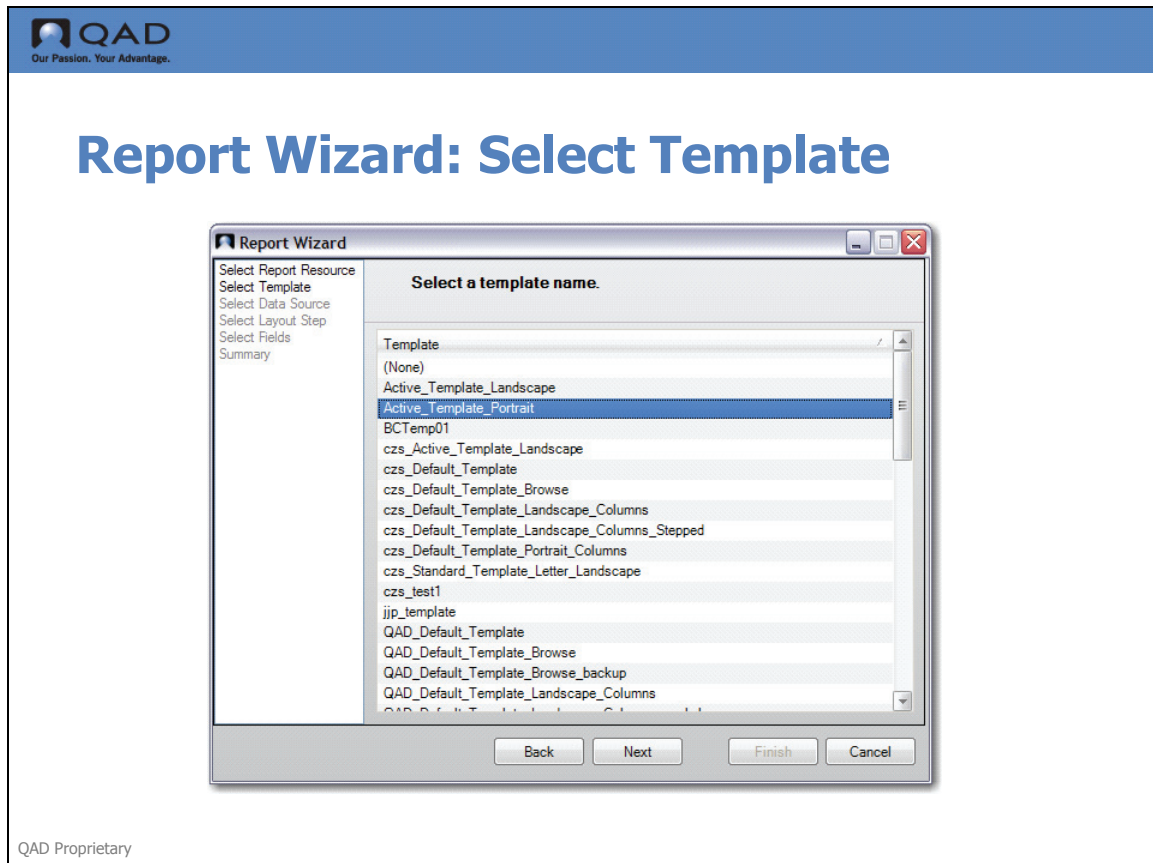 QAD
Our Passion. Your Advantage.
Report Wizard: Select Template
Report Wizard
Select Report Resource
Select Template
Select Data Source
Select Layout Step
Select Fields
Summary
Select a template name.
Template
(None)
Active_Template_Landscape
Active_Template_Portrait
BCTemp01
czs_Active_Template_Landscape
czs_Default_Template
czs_Default_Template_Browse
czs_Default_Template_Landscape_Columns
czs_Default_Template_Landscape_Columns_Stepped
czs_Default_Template_Portrait_Columns
czs_Standard_Template_Letter_Landscape
czs_test1
jjp_template
QAD_Default_Template
QAD_Default_Template_Browse
QAD_Default_Template_Browse_backup
QAD_Default_Template_Landscape_Columns
Back Next Finish Cancel
QAD Proprietary